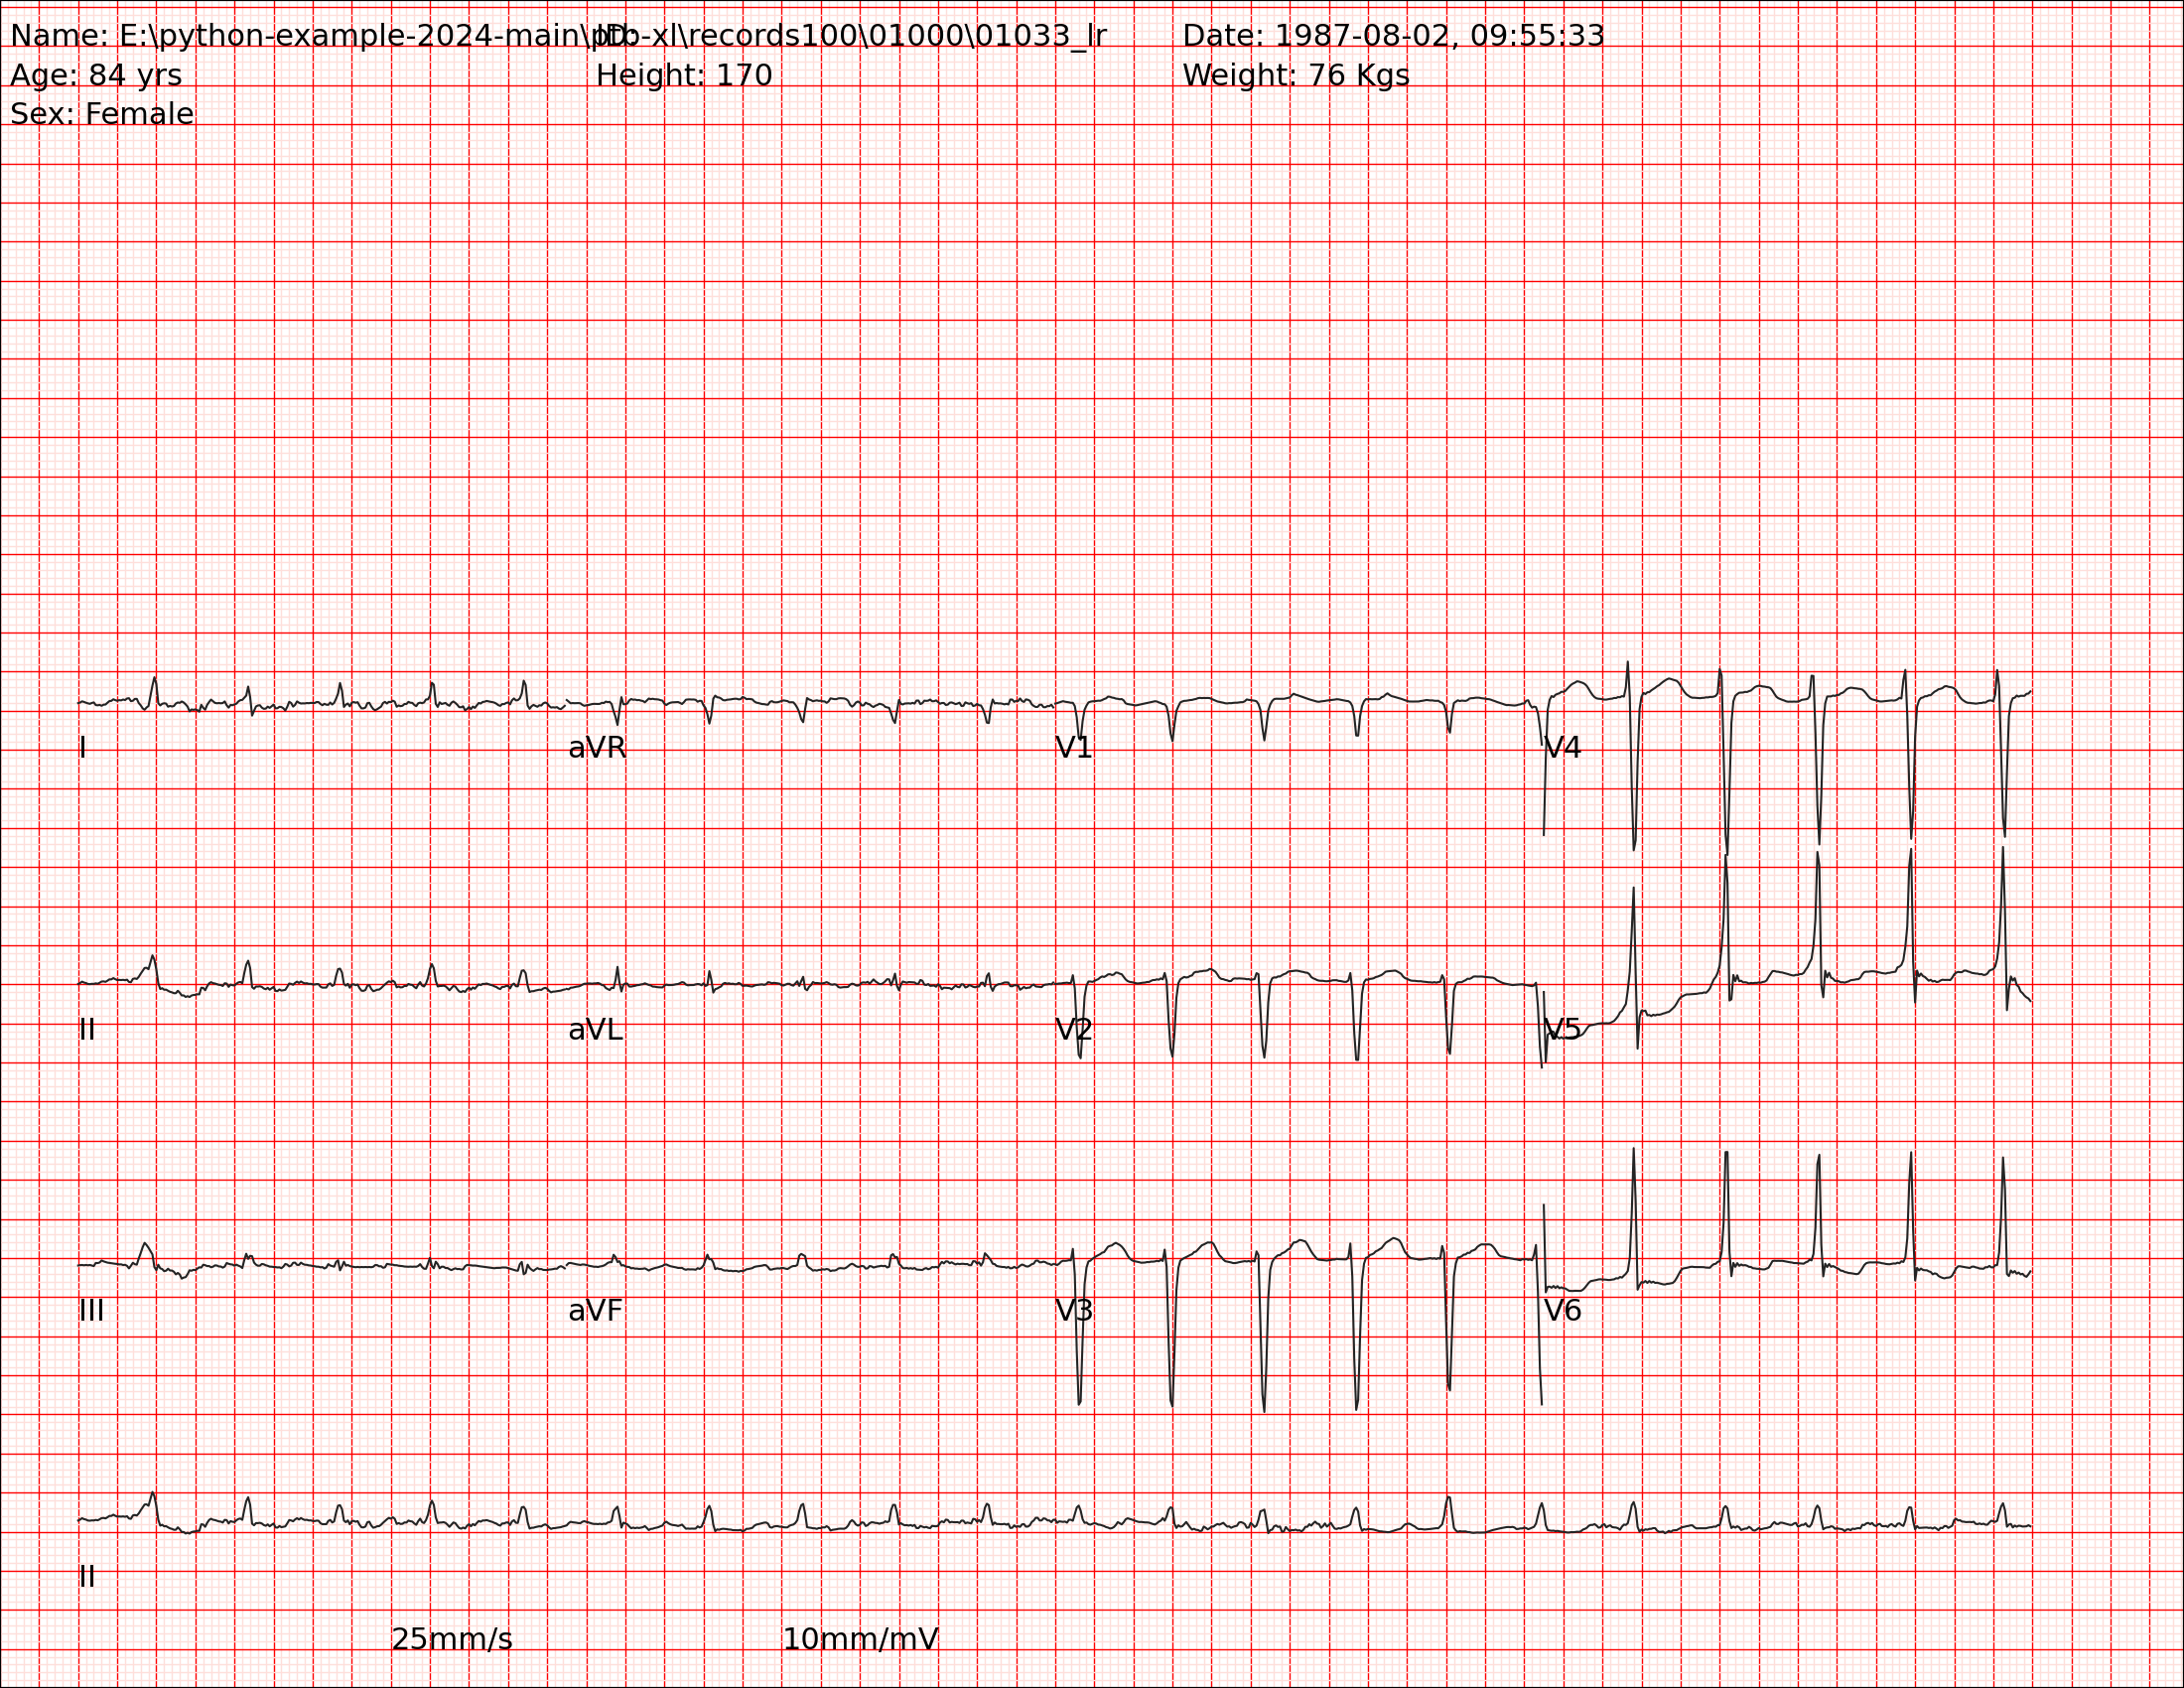 Name: E:\python-example-2024-main\ptb-xl\records100\01000\01033_lr ID: Date: 1987-08-02, 09:55:33
Age: 84 yrs Height: 170 Weight: 76 Kgs
Sex: Female
I aVR V1 V4
II aVL V2 V5
III aVF V3 V6
II
25mm/s 10mm/mV